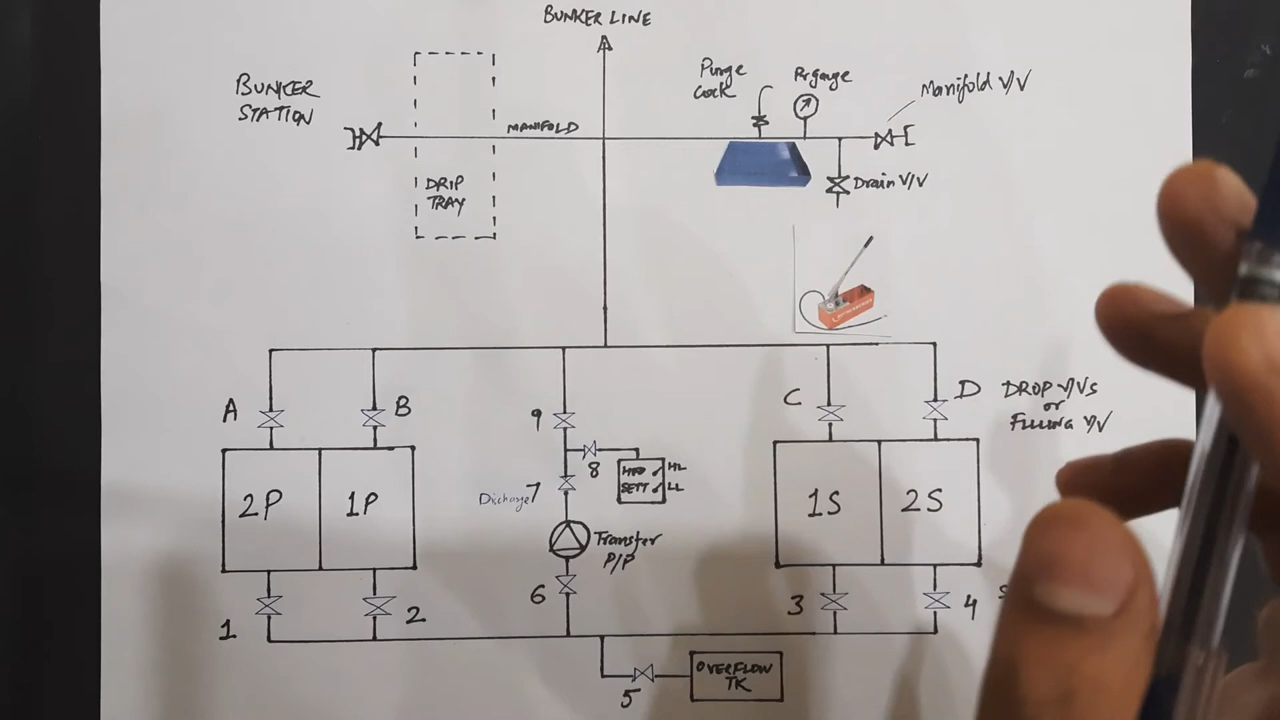 BUNKER LINE
BUNKER
STATION
MANIFOLD
DRIP
TRAY
Purge
Cock
Pr gauge
Manifold V/V
Drain V/V
A
B
9
C
D
DROP V/Vs
or
FILLING V/V
2P
1P
Discharge 7
8
HFO
SETT
HL
LL
1S
2S
Transfer
P/P
6
1
2
3
4
S
5
OVERFLOW
TK